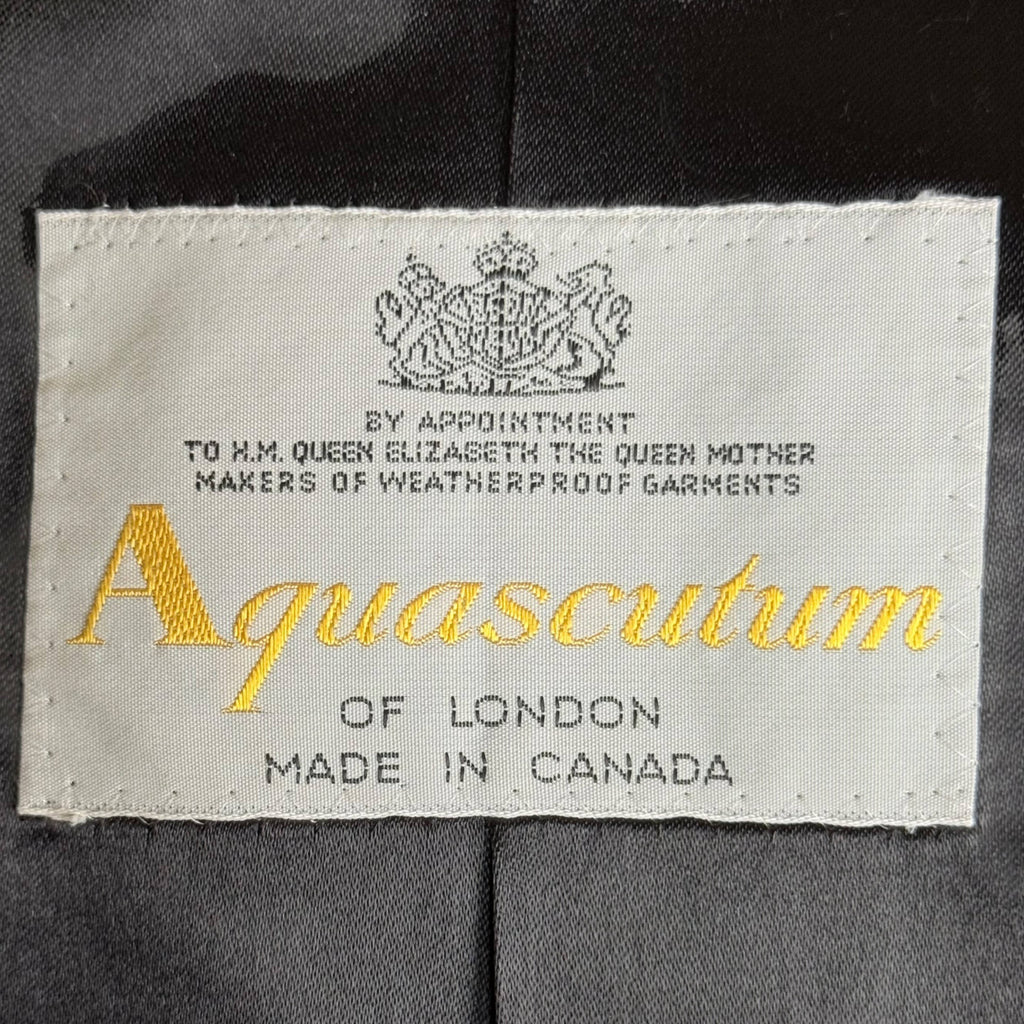 BY APPOINTMENT
TO H.M. QUEEN ELIZABETH THE QUEEN MOTHER
MAKERS OF WEATHERPROOF GARMENTS
Aquascutum
OF LONDON
MADE IN CANADA